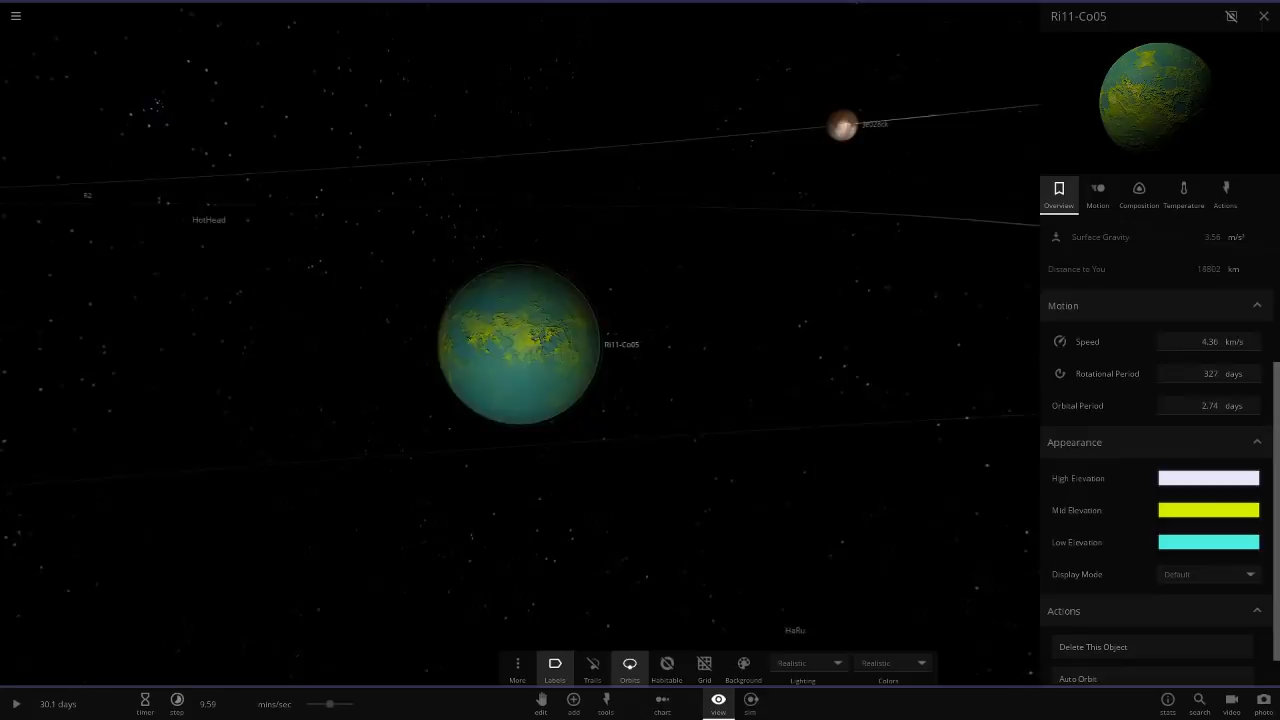 Ri11-Co05
Overview Motion Composition Temperature Actions
Surface Gravity 3.56 m/s²
Distance to You 18802 km
Motion
Speed 4.36 km/s
Rotational Period 327 days
Orbital Period 2.74 days
Appearance
High Elevation
Mid Elevation
Low Elevation
Display Mode Default
Actions
Delete This Object
Auto Orbit
HotHead
Ri11-Co05
HaRu
More Labels Trails Orbits Habitable Grid Background Realistic Lighting Realistic Colors
30.1 days timer step 9.59 mins/sec edit add tools chart view sim stats search video photo